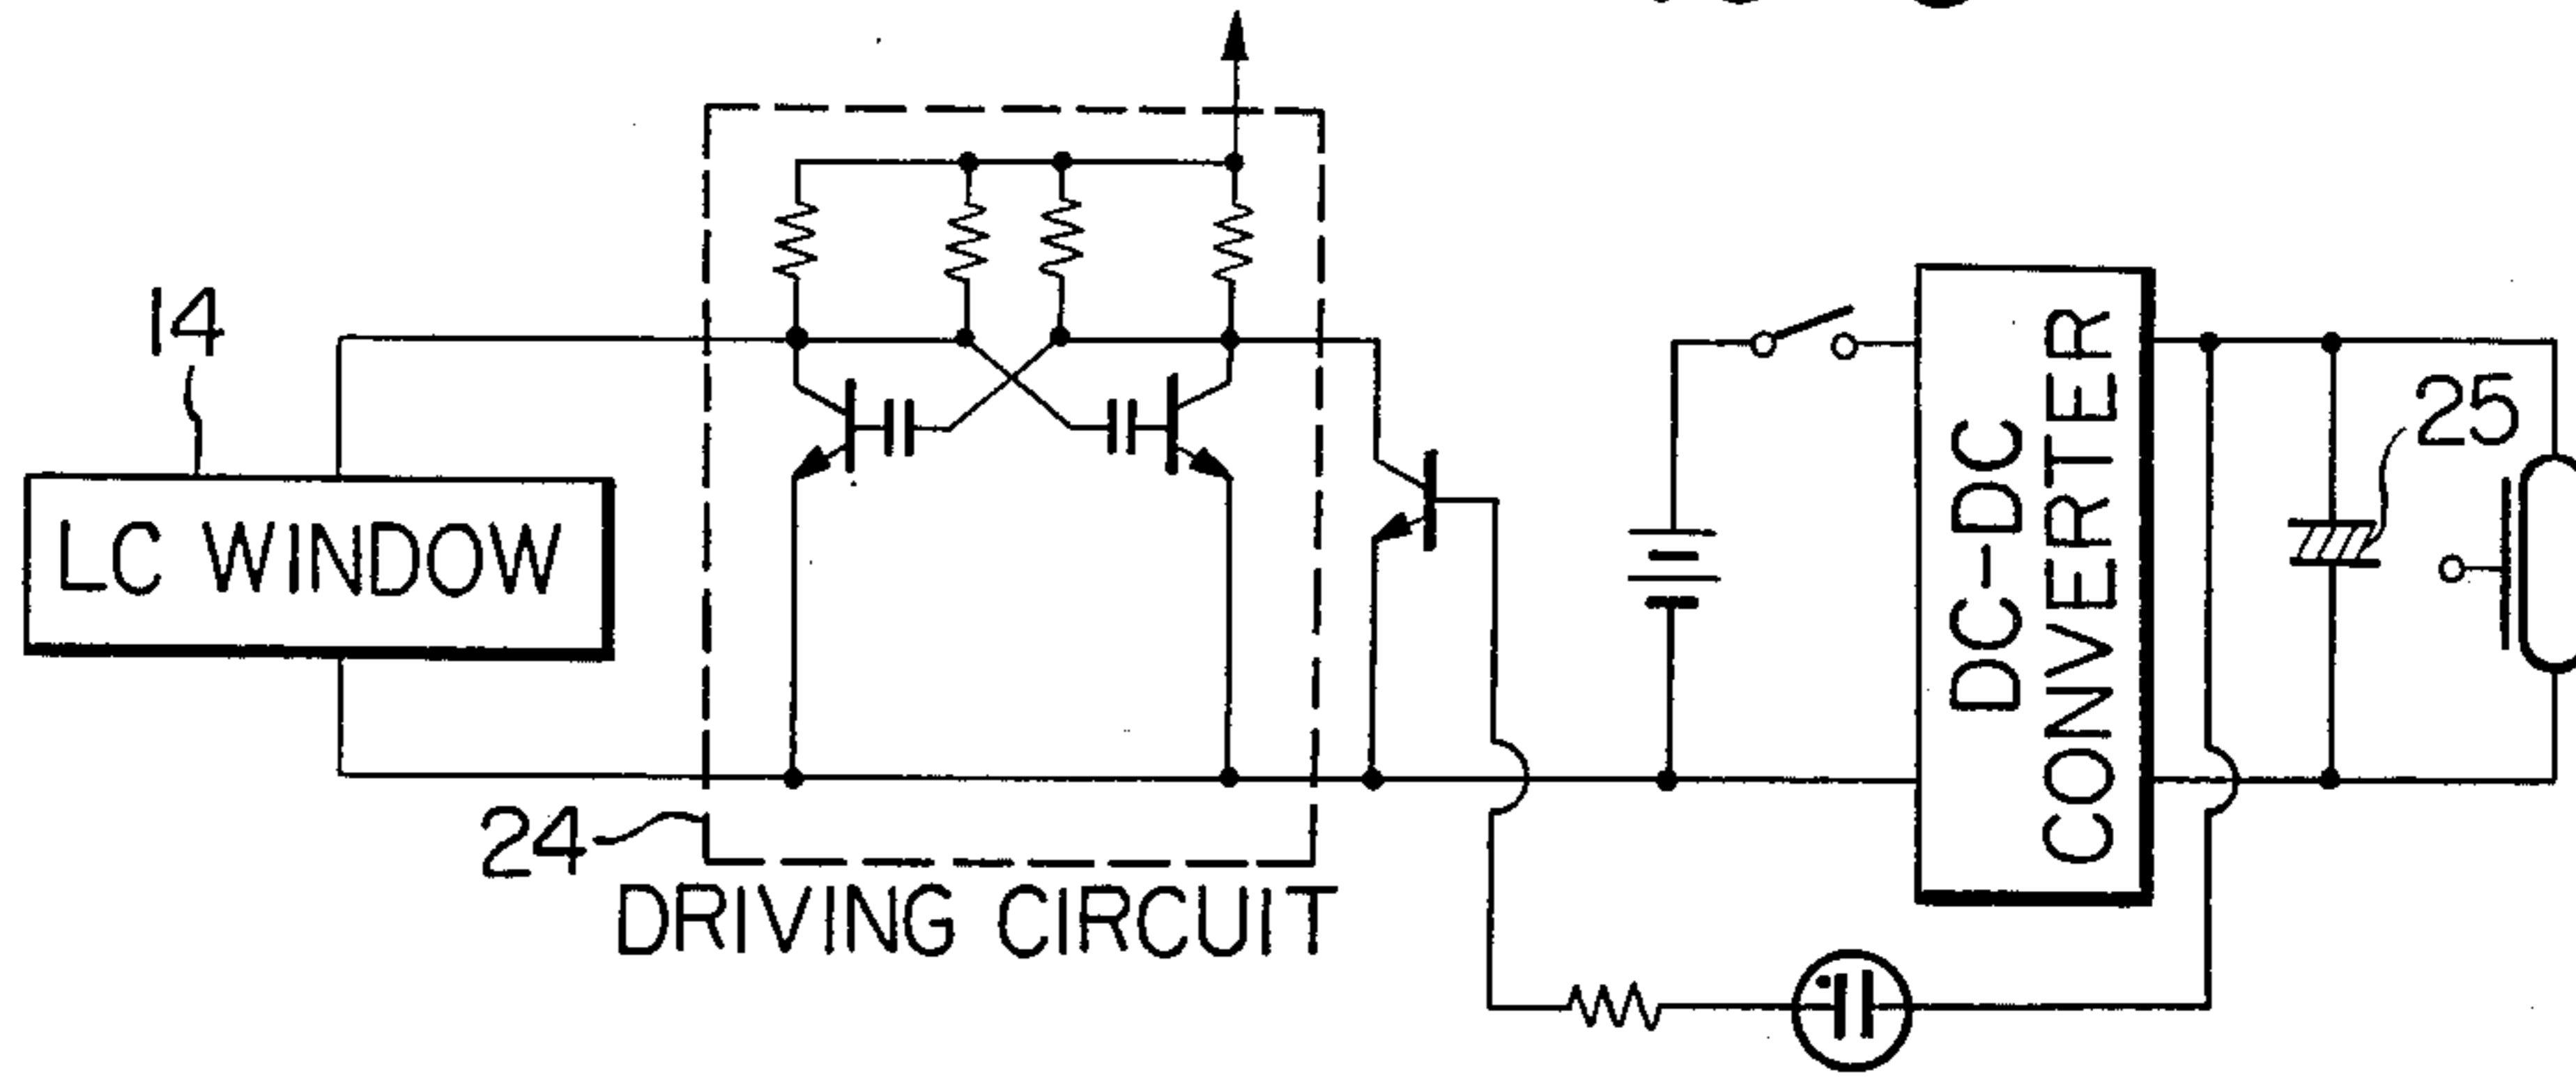 14
LC WINDOW
24
DRIVING CIRCUIT
DC-DC
CONVERTER
25